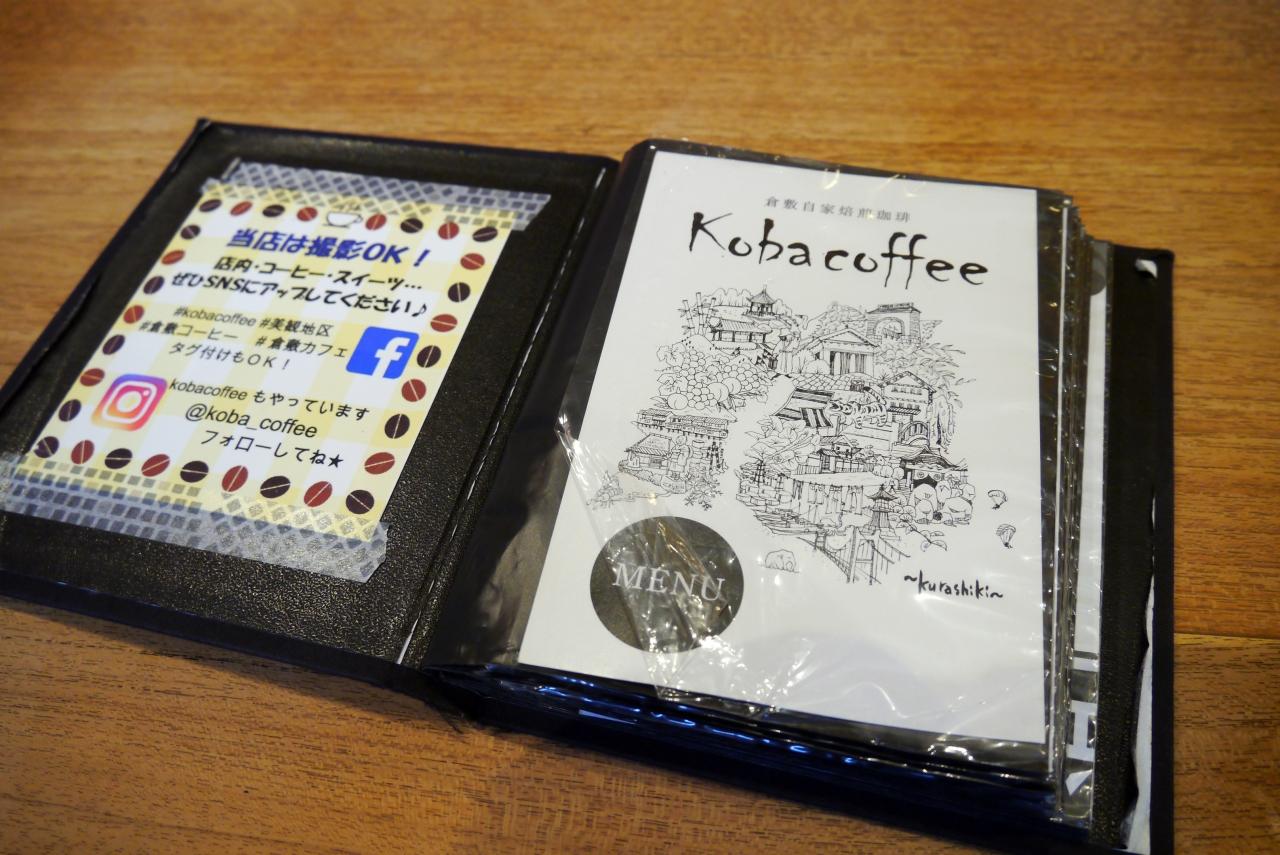 当店は撮影OK！
店内･コーヒー･スイーツ…
ぜひSNSにアップしてください♪
#kobacoffee #美観地区
#倉敷コーヒー #倉敷カフェ
タグ付けもOK！
kobacoffee もやっています
@koba_coffee
フォローしてね★
倉敷自家焙煎珈琲
Kobacoffee
MENU
~kurashiki~